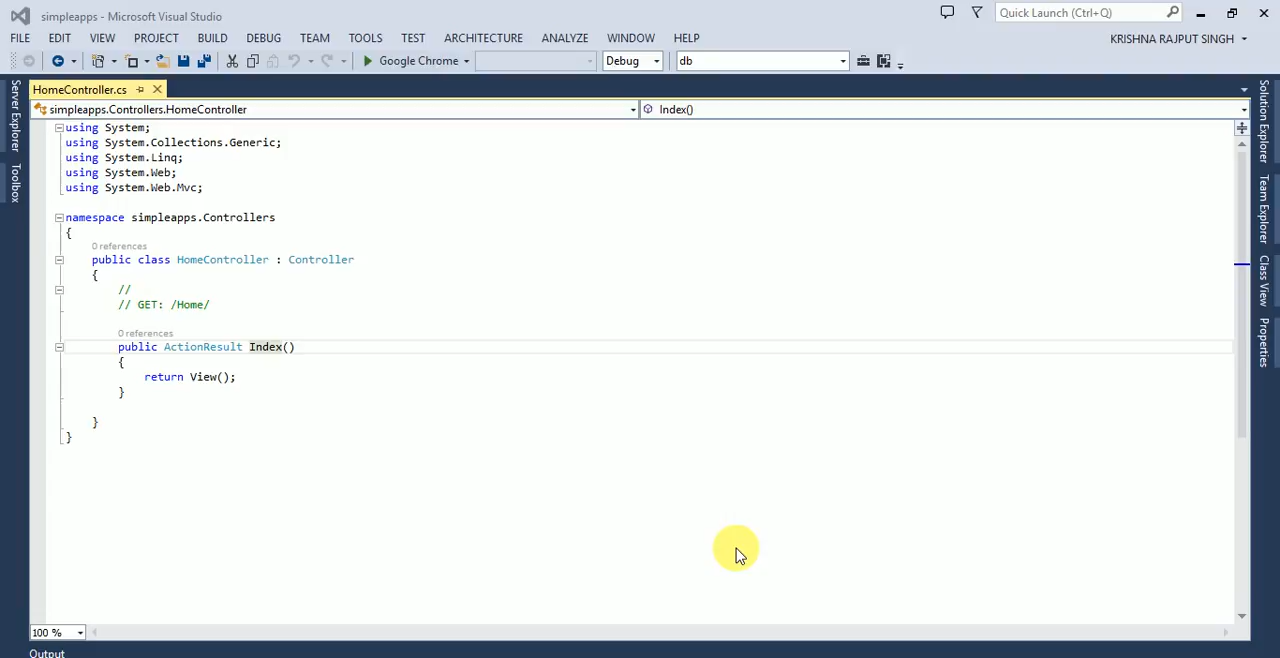 simpleapps - Microsoft Visual Studio
Quick Launch (Ctrl+Q)
FILE EDIT VIEW PROJECT BUILD DEBUG TEAM TOOLS TEST ARCHITECTURE ANALYZE WINDOW HELP
KRISHNA RAJPUT SINGH
Google Chrome Debug db
HomeController.cs
simpleapps.Controllers.HomeController Index()
Server Explorer
Toolbox
using System;
using System.Collections.Generic;
using System.Linq;
using System.Web;
using System.Web.Mvc;
namespace simpleapps.Controllers
{
0 references
public class HomeController : Controller
{
//
// GET: /Home/
0 references
public ActionResult Index()
{
return View();
}
}
}
Solution Explorer
Team Explorer
Class View
Properties
100 %
Output